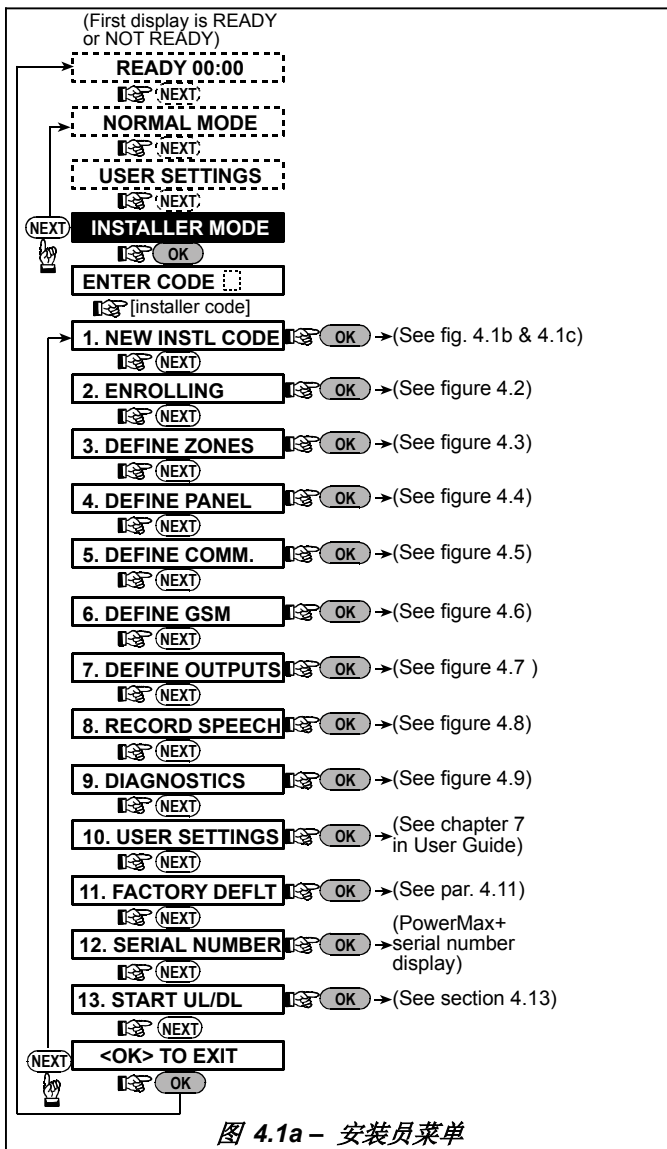 (First display is READY
or NOT READY)
READY 00:00
NEXT
NORMAL MODE
NEXT
USER SETTINGS
NEXT
NEXT INSTALLER MODE
OK
ENTER CODE
[installer code]
1. NEW INSTL CODE OK (See fig. 4.1b & 4.1c)
NEXT
2. ENROLLING OK (See figure 4.2)
NEXT
3. DEFINE ZONES OK (See figure 4.3)
NEXT
4. DEFINE PANEL OK (See figure 4.4)
NEXT
5. DEFINE COMM. OK (See figure 4.5)
NEXT
6. DEFINE GSM OK (See figure 4.6)
NEXT
7. DEFINE OUTPUTS OK (See figure 4.7 )
NEXT
8. RECORD SPEECH OK (See figure 4.8)
NEXT
9. DIAGNOSTICS OK (See figure 4.9)
NEXT
10. USER SETTINGS OK (See chapter 7
in User Guide)
NEXT
11. FACTORY DEFLT OK (See par. 4.11)
NEXT
12. SERIAL NUMBER OK (PowerMax+
serial number
display)
NEXT
13. START UL/DL OK (See section 4.13)
NEXT
NEXT <OK> TO EXIT
OK
图 4.1a – 安装员菜单